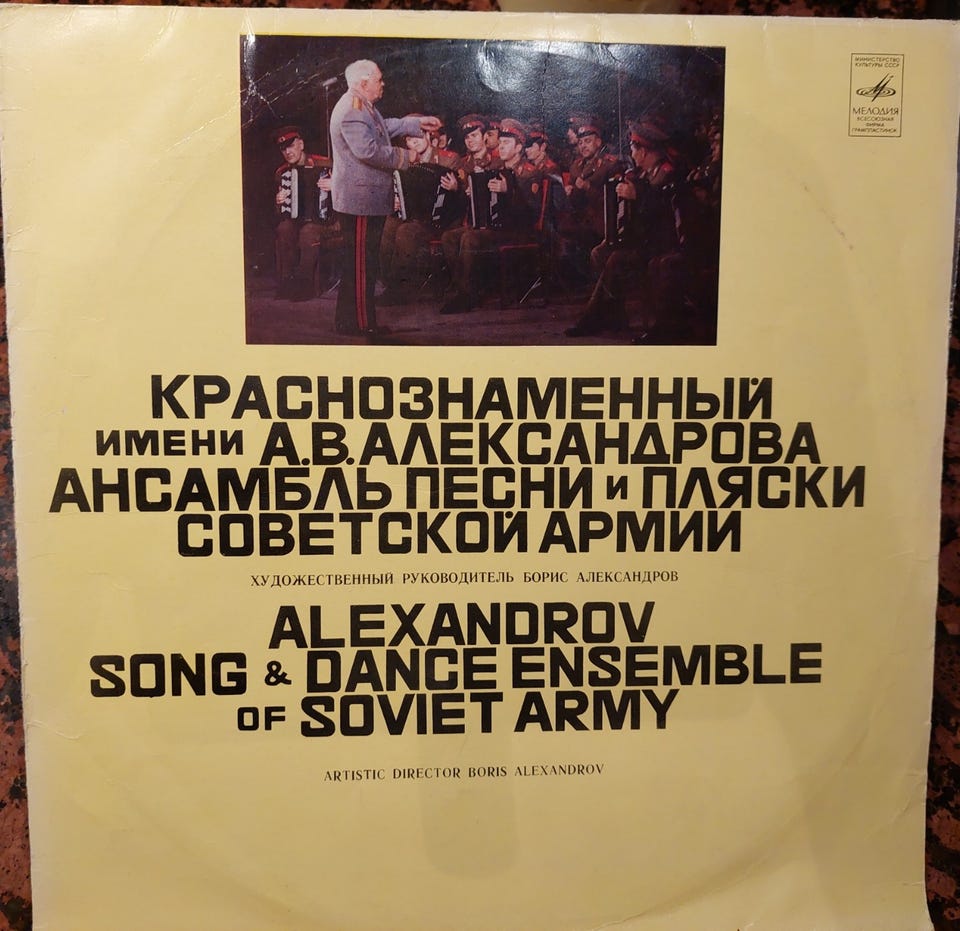 МИНИСТЕРСТВО
КУЛЬТУРЫ СССР
МЕЛОДИЯ
ВСЕСОЮЗНАЯ
ФИРМА
ГРАМПЛАСТИНОК
КРАСНОЗНАМЕННЫЙ
ИМЕНИ А.В.АЛЕКСАНДРОВА
АНСАМБЛЬ ПЕСНИ И ПЛЯСКИ
СОВЕТСКОЙ АРМИИ
ХУДОЖЕСТВЕННЫЙ РУКОВОДИТЕЛЬ БОРИС АЛЕКСАНДРОВ
ALEXANDROV
SONG & DANCE ENSEMBLE
OF SOVIET ARMY
ARTISTIC DIRECTOR BORIS ALEXANDROV